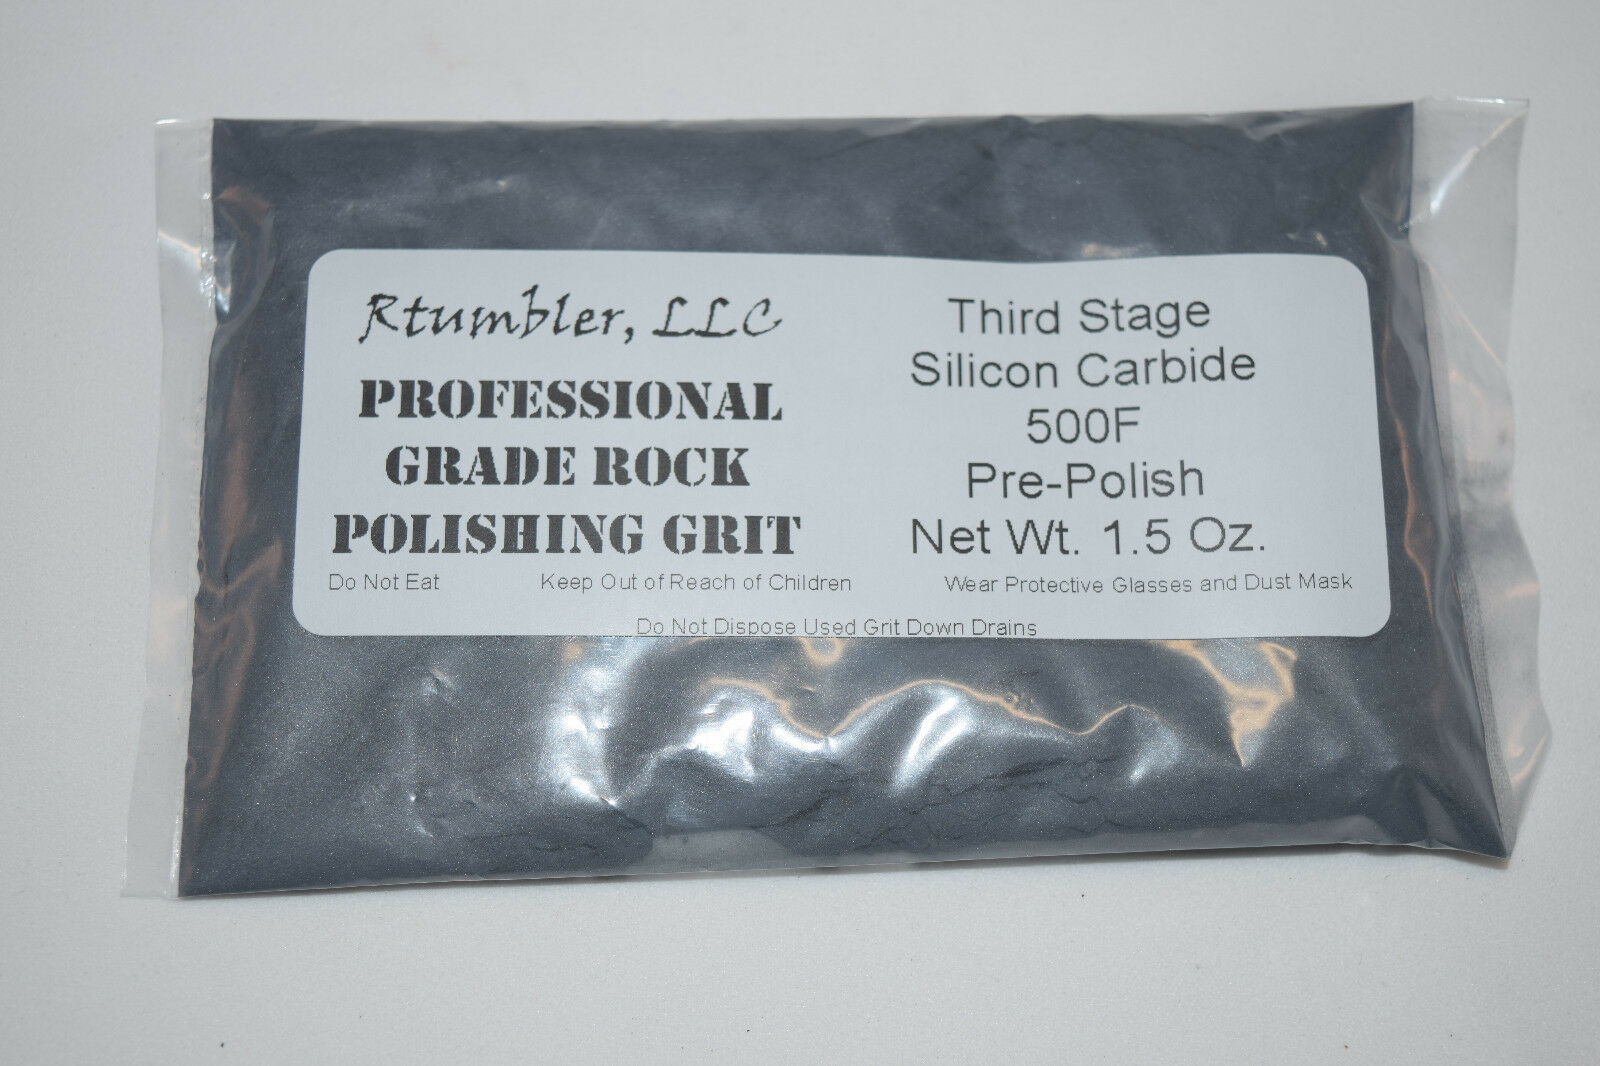 Rtumbler, LLC
PROFESSIONAL
GRADE ROCK
POLISHING GRIT
Third Stage
Silicon Carbide
500F
Pre-Polish
Net Wt. 1.5 Oz.
Do Not Eat Keep Out of Reach of Children Wear Protective Glasses and Dust Mask
Do Not Dispose Used Grit Down Drains